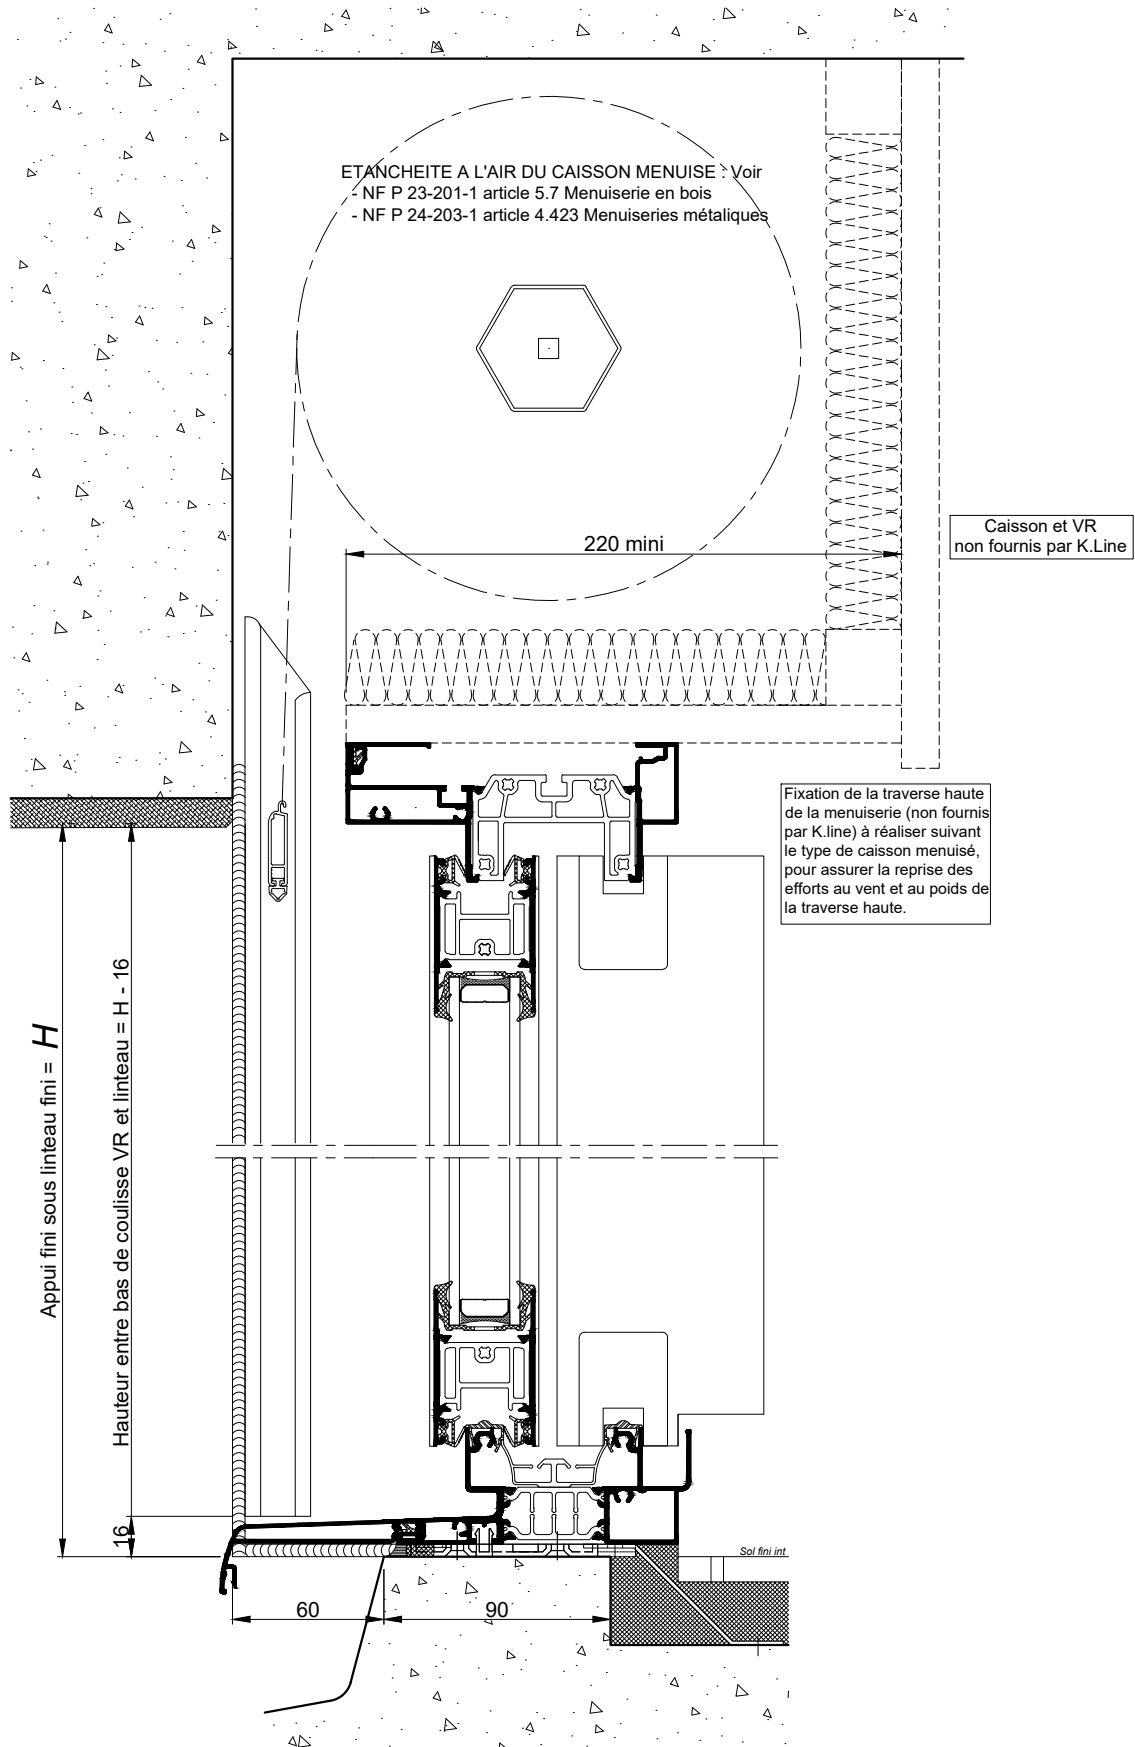 ETANCHEITE A L'AIR DU CAISSON MENUISE : Voir
- NF P 23-201-1 article 5.7 Menuiserie en bois
- NF P 24-203-1 article 4.423 Menuiseries métaliques
220 mini
Caisson et VR
non fournis par K.Line
Fixation de la traverse haute
de la menuiserie (non fournis
par K.line) à réaliser suivant
le type de caisson menuisé,
pour assurer la reprise des
efforts au vent et au poids de
la traverse haute.
Appui fini sous linteau fini = H
Hauteur entre bas de coulisse VR et linteau = H - 16
16
Sol fini int
60
90